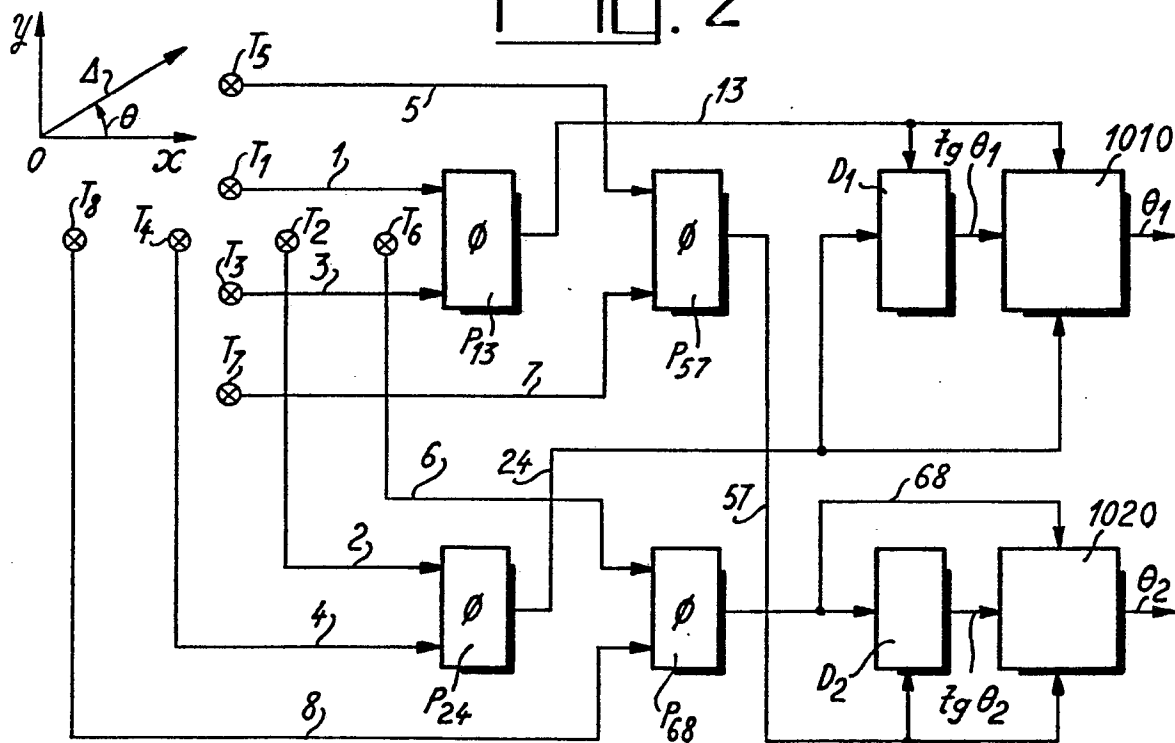 . 2
y
Δ
θ
O
x
T5
5
13
T1
1
ø
P13
ø
P57
D1
tg θ1
1010
θ1
T8
T4
T2
T6
T3
3
T7
7
6
24
57
68
2
4
ø
P24
8
ø
P68
D2
tg θ2
1020
θ2